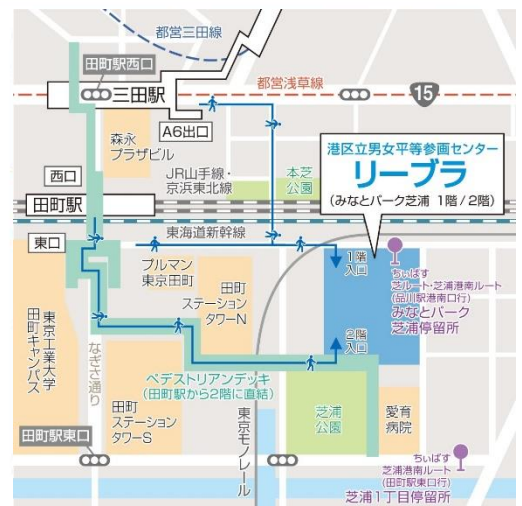 都営三田線
田町駅西口
都営浅草線
三田駅
15
A6出口
森永
プラザビル
港区立男女平等参画センター
リーブラ
(みなとパーク芝浦 1階/2階)
西口
JR山手線・
京浜東北線
本芝
公園
田町駅
東海道新幹線
東口
1階
入口
ちぃばす
芝ルート・芝浦港南ルート
(品川駅港南口行)
みなとパーク
芝浦停留所
プルマン
東京田町
田町
ステーション
タワーN
東京工業大学
田町キャンパス
なぎさ通り
2階
入口
ペデストリアンデッキ
(田町駅から2階に直結)
田町
ステーション
タワーS
東京モノレール
芝浦
公園
愛育
病院
田町駅東口
ちぃばす
芝浦港南ルート
(田町駅東口行)
芝浦1丁目停留所